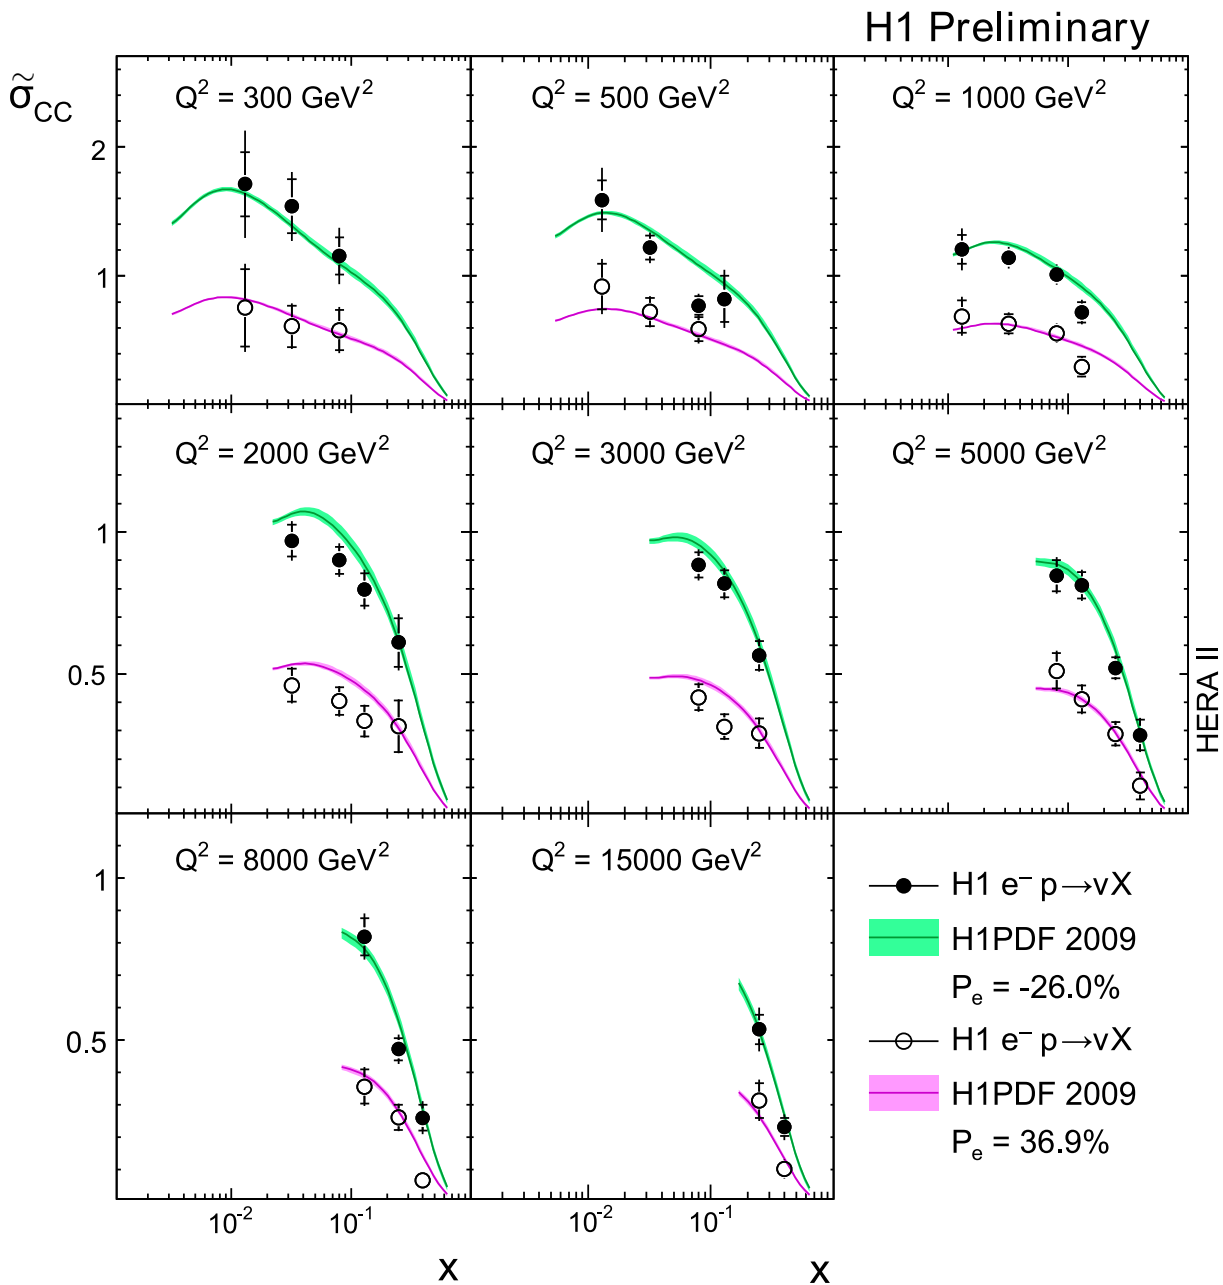 H1 Preliminary
σ̃CC
Q² = 300 GeV²
Q² = 500 GeV²
Q² = 1000 GeV²
2
1
Q² = 2000 GeV²
Q² = 3000 GeV²
Q² = 5000 GeV²
1
0.5
HERA II
Q² = 8000 GeV²
Q² = 15000 GeV²
1
0.5
H1 e⁻ p→νX
H1PDF 2009
Pₑ = -26.0%
H1 e⁻ p→νX
H1PDF 2009
Pₑ = 36.9%
10⁻² 10⁻¹ 10⁻² 10⁻¹
x x